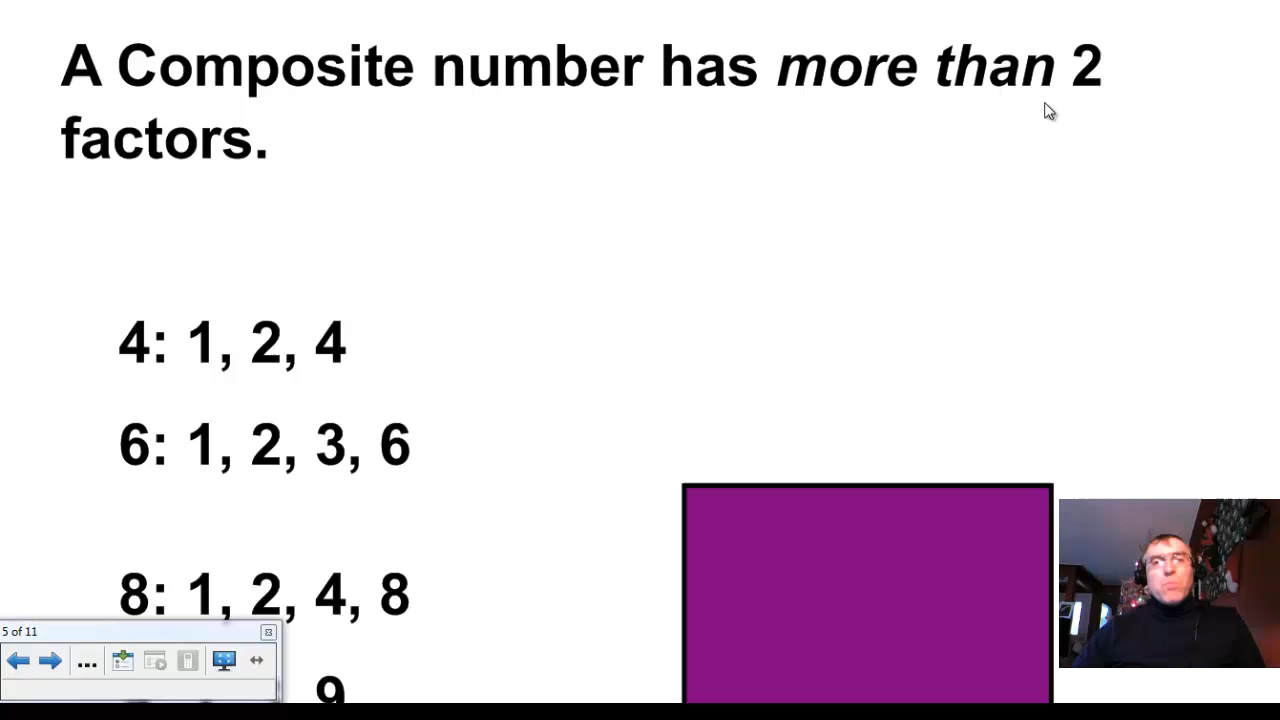 A Composite number has more than 2
factors.
4: 1, 2, 4
6: 1, 2, 3, 6
8: 1, 2, 4, 8
5 of 11
9